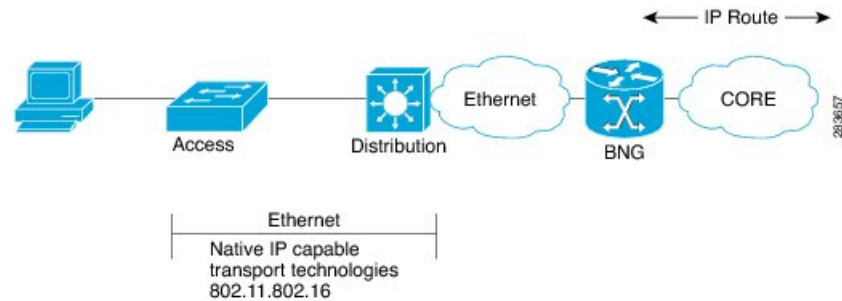 IP Route
Ethernet
CORE
Access
Distribution
BNG
283657
Ethernet
Native IP capable
transport technologies
802.11.802.16